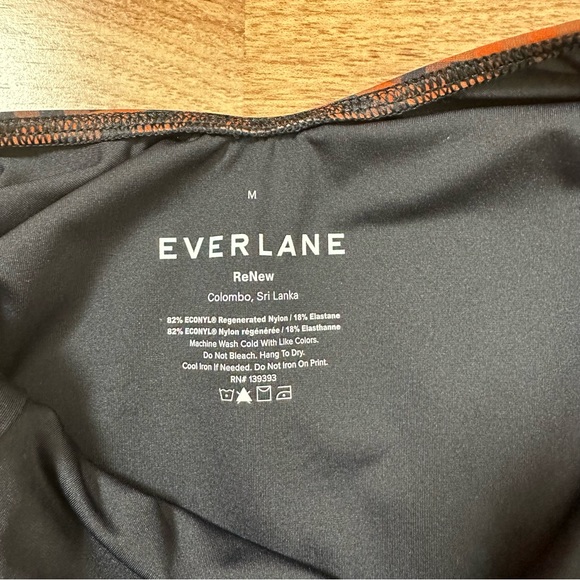 M
EVERLANE
ReNew
Colombo, Sri Lanka
82% ECONYL® Regenerated Nylon / 18% Elastane
82% ECONYL® Nylon régénérée / 18% Elasthanne
Machine Wash Cold With Like Colors.
Do Not Bleach. Hang To Dry.
Cool Iron If Needed. Do Not Iron On Print.
RN# 139393